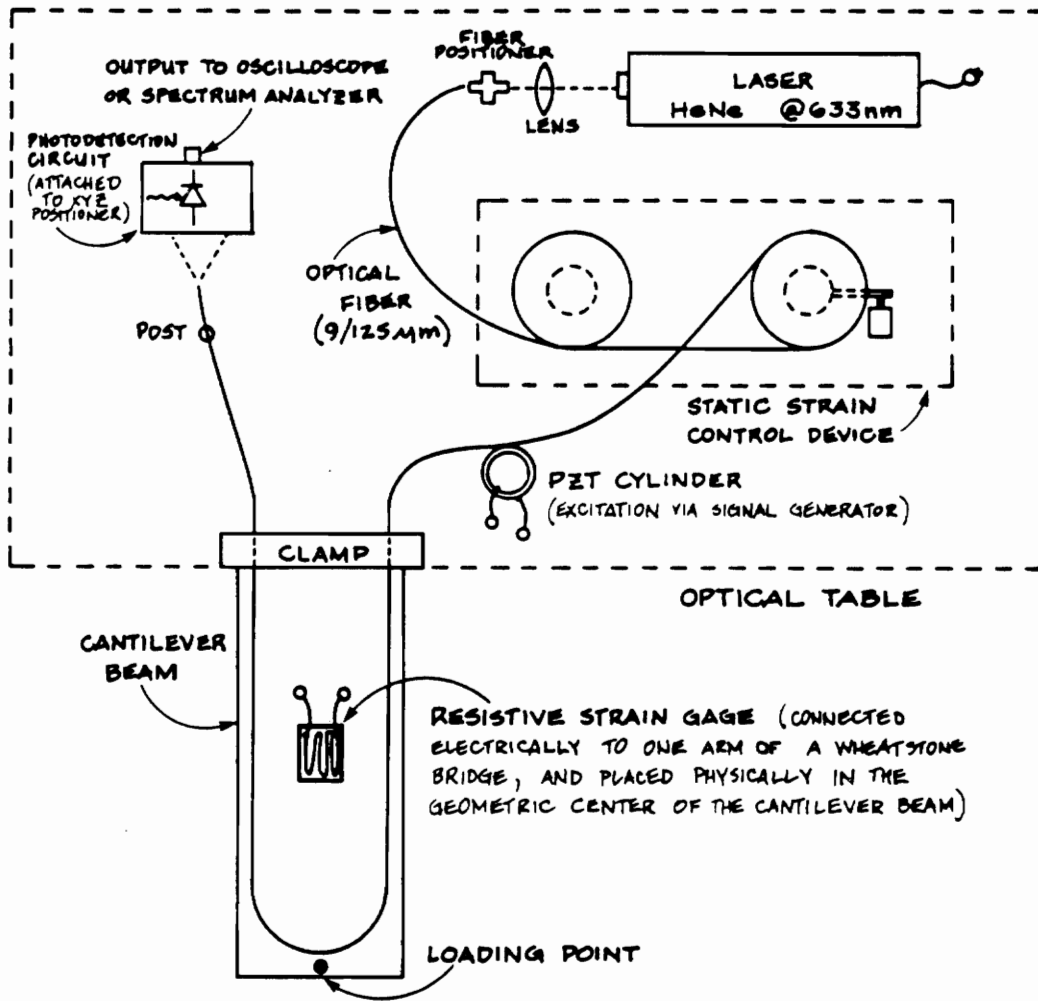 FIBER
POSITIONER
OUTPUT TO OSCILLOSCOPE
OR SPECTRUM ANALYZER
LASER
HeNe @ 633nm
LENS
PHOTODETECTION
CIRCUIT
(ATTACHED
TO XYZ
POSITIONER)
OPTICAL
FIBER
(9/125μm)
POST
STATIC STRAIN
CONTROL DEVICE
PZT CYLINDER
(EXCITATION VIA SIGNAL GENERATOR)
CLAMP
OPTICAL TABLE
CANTILEVER
BEAM
RESISTIVE STRAIN GAGE (CONNECTED
ELECTRICALLY TO ONE ARM OF A WHEATSTONE
BRIDGE, AND PLACED PHYSICALLY IN THE
GEOMETRIC CENTER OF THE CANTILEVER BEAM)
LOADING POINT